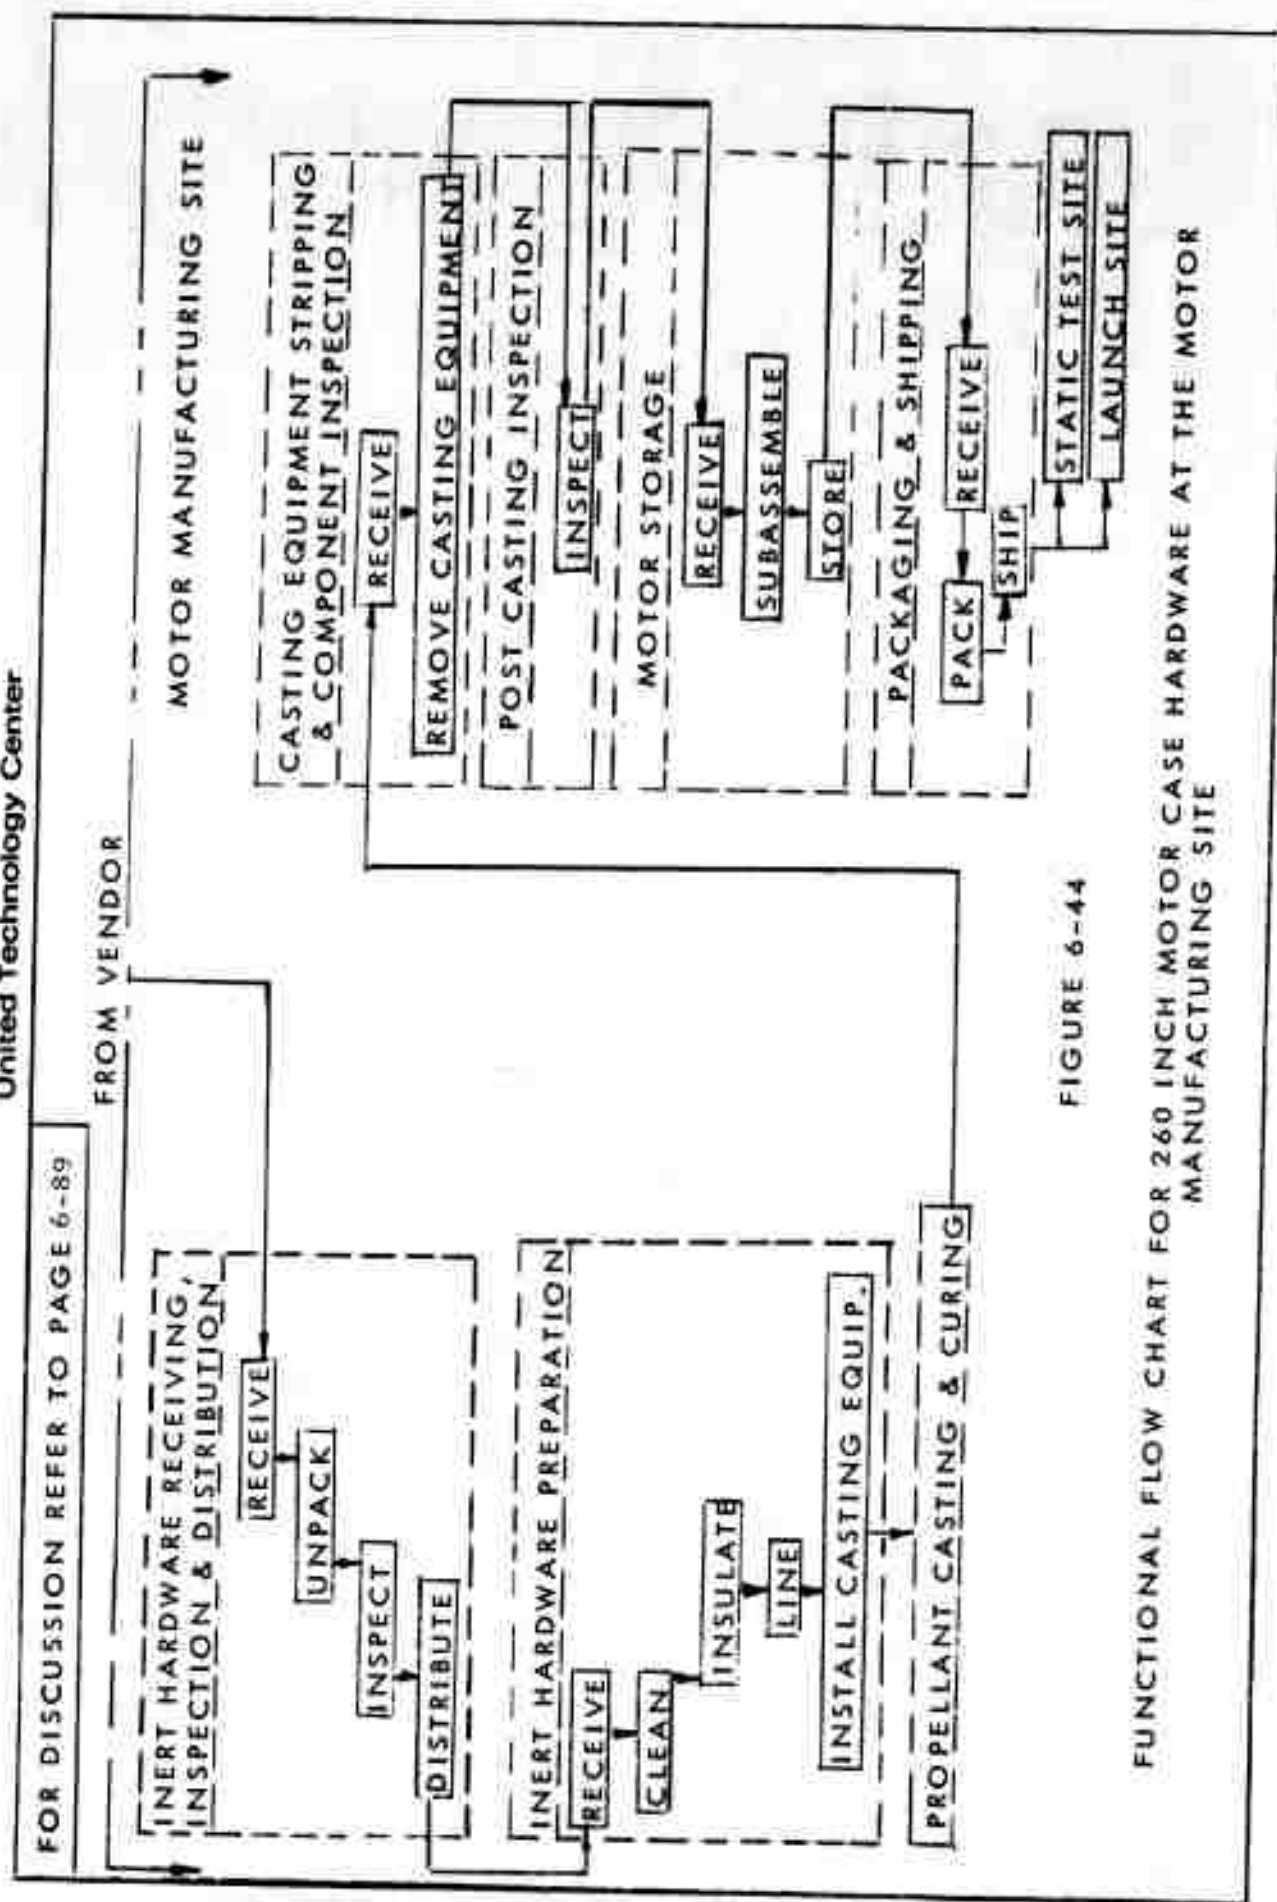 United Technology Center
FOR DISCUSSION REFER TO PAGE 6-89
FROM VENDOR
MOTOR MANUFACTURING SITE
INERT HARDWARE RECEIVING,
INSPECTION & DISTRIBUTION
RECEIVE
UNPACK
INSPECT
DISTRIBUTE
INERT HARDWARE PREPARATION
RECEIVE
CLEAN
INSULATE
LINE
INSTALL CASTING EQUIP.
PROPELLANT CASTING & CURING
CASTING EQUIPMENT STRIPPING
& COMPONENT INSPECTION
RECEIVE
REMOVE CASTING EQUIPMENT
POST CASTING INSPECTION
INSPECT
MOTOR STORAGE
RECEIVE
SUBASSEMBLE
STORE
PACKAGING & SHIPPING
RECEIVE
PACK
SHIP
STATIC TEST SITE
LAUNCH SITE
FIGURE 6-44
FUNCTIONAL FLOW CHART FOR 260 INCH MOTOR CASE HARDWARE AT THE MOTOR
MANUFACTURING SITE